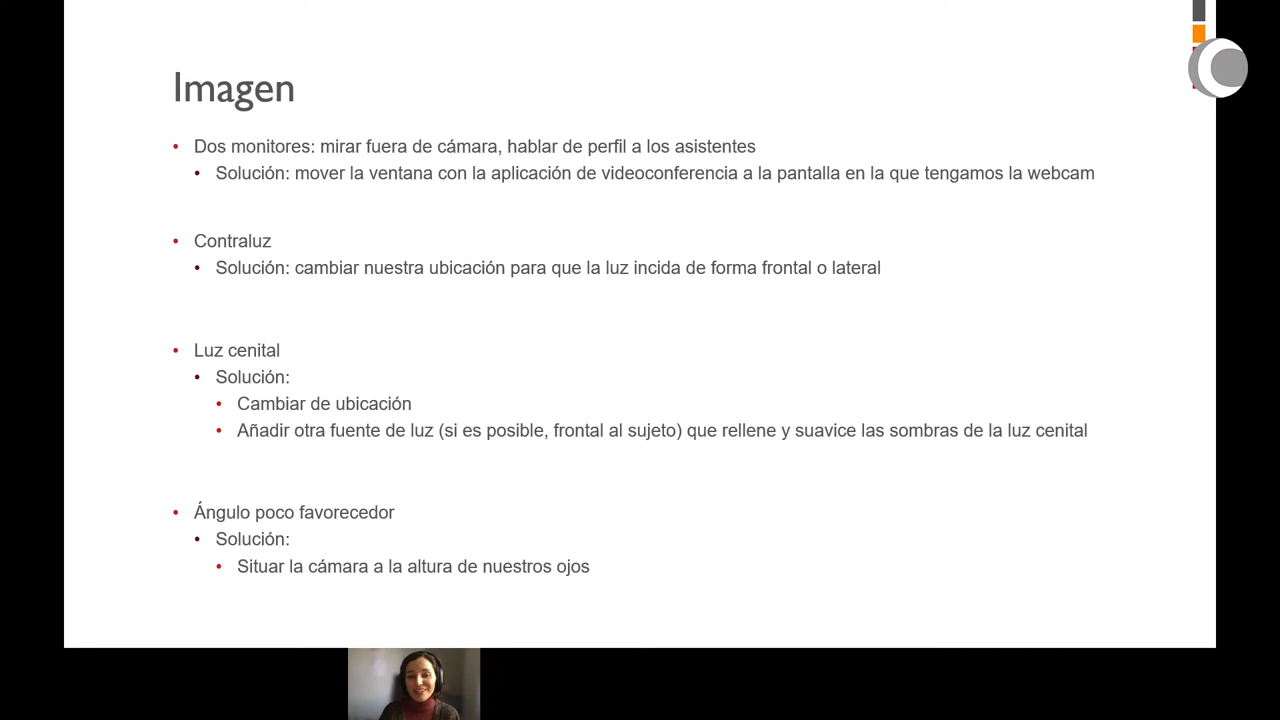 Imagen
Dos monitores: mirar fuera de cámara, hablar de perfil a los asistentes
Solución: mover la ventana con la aplicación de videoconferencia a la pantalla en la que tengamos la webcam
Contraluz
Solución: cambiar nuestra ubicación para que la luz incida de forma frontal o lateral
Luz cenital
Solución:
Cambiar de ubicación
Añadir otra fuente de luz (si es posible, frontal al sujeto) que rellene y suavice las sombras de la luz cenital
Ángulo poco favorecedor
Solución:
Situar la cámara a la altura de nuestros ojos